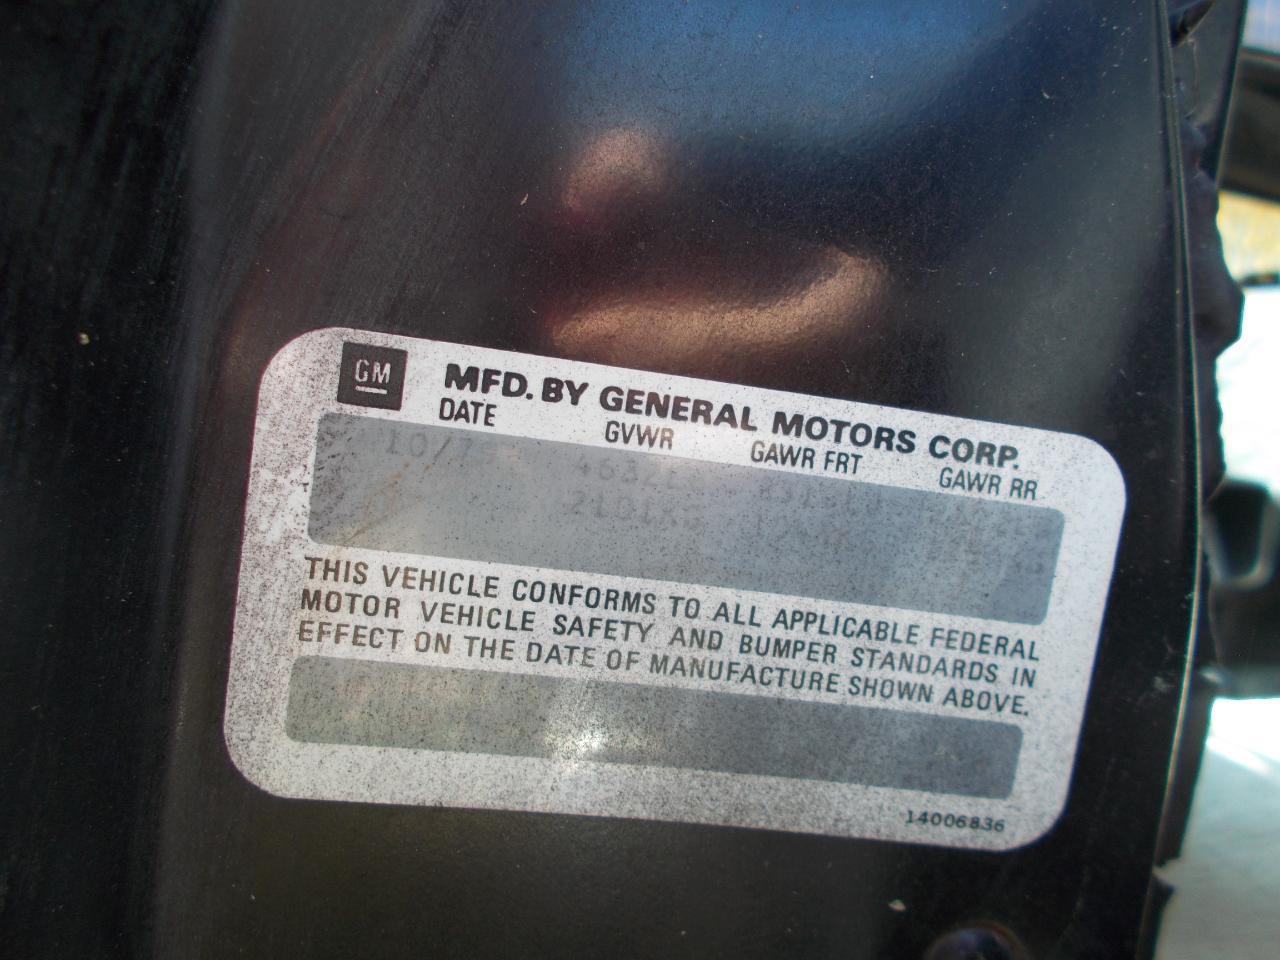 GM
MFD. BY GENERAL MOTORS CORP.
DATE GVWR GAWR FRT GAWR RR
THIS VEHICLE CONFORMS TO ALL APPLICABLE FEDERAL
MOTOR VEHICLE SAFETY AND BUMPER STANDARDS IN
EFFECT ON THE DATE OF MANUFACTURE SHOWN ABOVE.
14006836